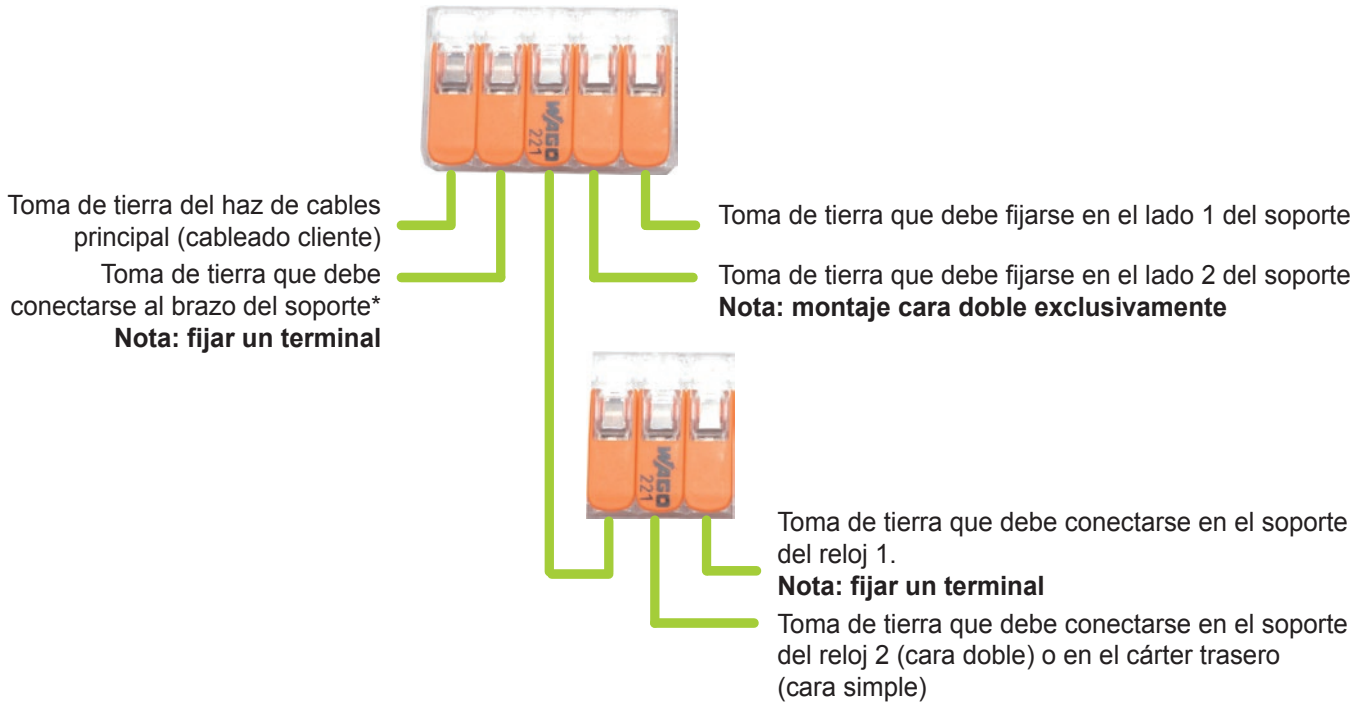 WAGO
221
Toma de tierra del haz de cables
principal (cableado cliente)
Toma de tierra que debe
conectarse al brazo del soporte*
Nota: fijar un terminal
Toma de tierra que debe fijarse en el lado 1 del soporte
Toma de tierra que debe fijarse en el lado 2 del soporte
Nota: montaje cara doble exclusivamente
WAGO
221
Toma de tierra que debe conectarse en el soporte
del reloj 1.
Nota: fijar un terminal
Toma de tierra que debe conectarse en el soporte
del reloj 2 (cara doble) o en el cárter trasero
(cara simple)